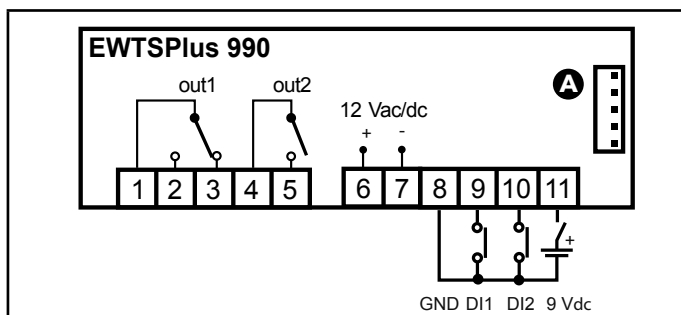 EWTSPlus 990
out1 out2
A
12 Vac/dc
+ -
1 2 3 4 5 6 7 8 9 10 11
+
GND DI1 DI2 9 Vdc